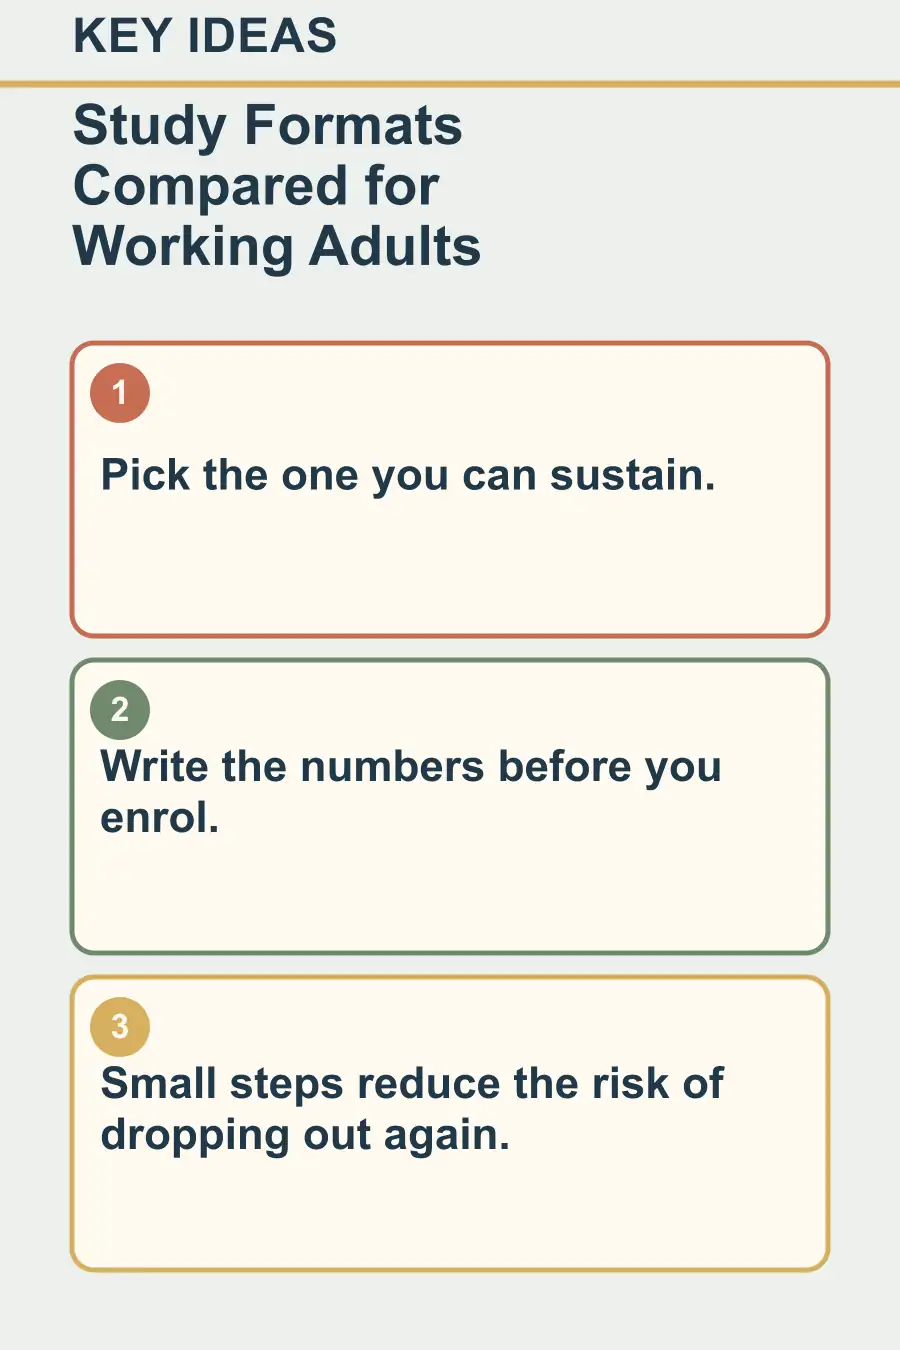 KEY IDEAS
Study Formats
Compared for
Working Adults
1
Pick the one you can sustain.
2
Write the numbers before you
enrol.
3
Small steps reduce the risk of
dropping out again.